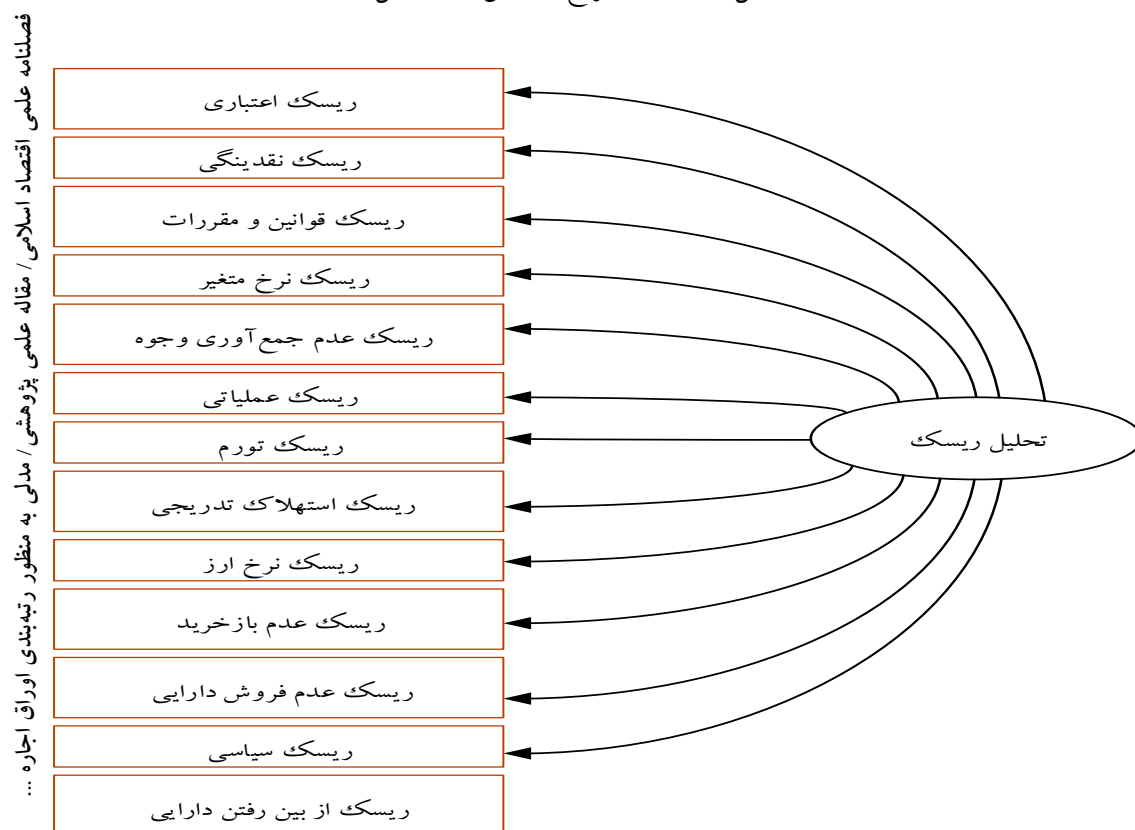 ریسک اعتباری
ریسک نقدینگی
ریسک قوانین و مقررات
ریسک نرخ متغیر
ریسک عدم جمع‌آوری وجوه
ریسک عملیاتی
ریسک تورم
ریسک استهلاک تدریجی
ریسک نرخ ارز
ریسک عدم بازخرید
ریسک عدم فروش دارایی
ریسک سیاسی
ریسک از بین رفتن دارایی
تحلیل ریسک
فصلنامه علمی اقتصاد اسلامی/ مقاله علمی پژوهشی/ مدلی به منظور رتبه‌بندی اوراق اجاره ...